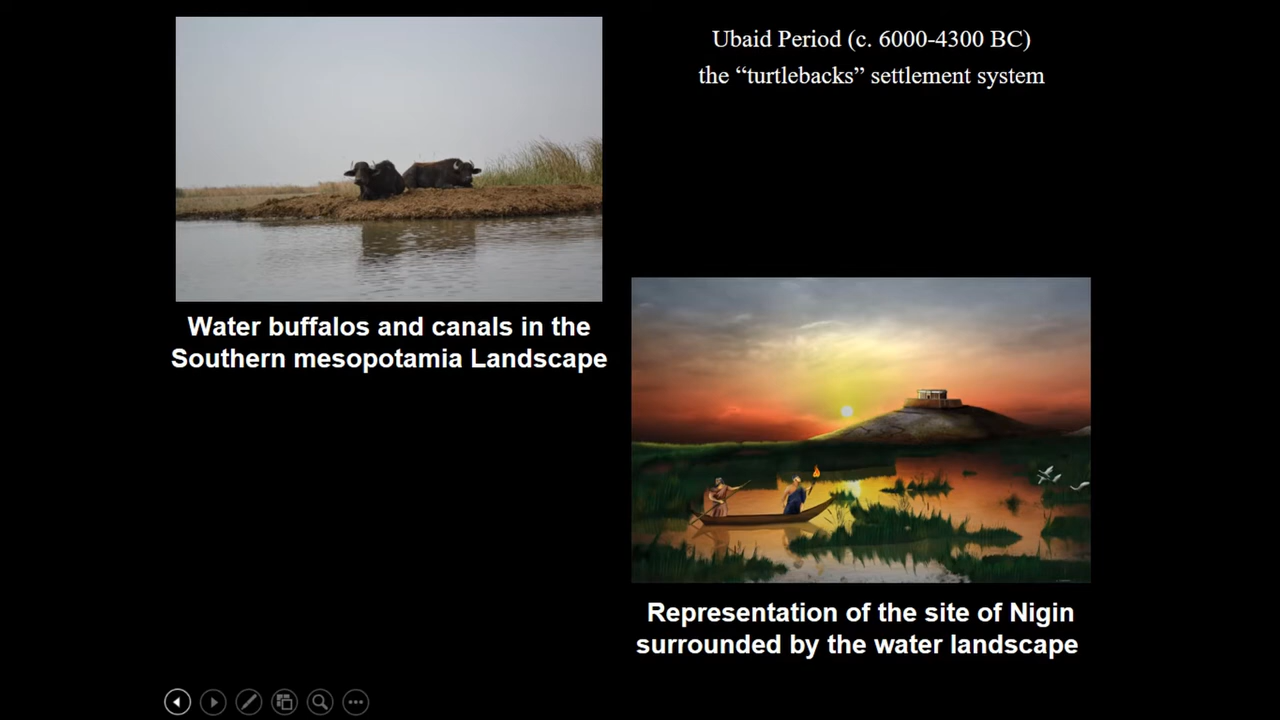 Ubaid Period (c. 6000-4300 BC)
the “turtlebacks” settlement system
Water buffalos and canals in the
Southern mesopotamia Landscape
Representation of the site of Nigin
surrounded by the water landscape